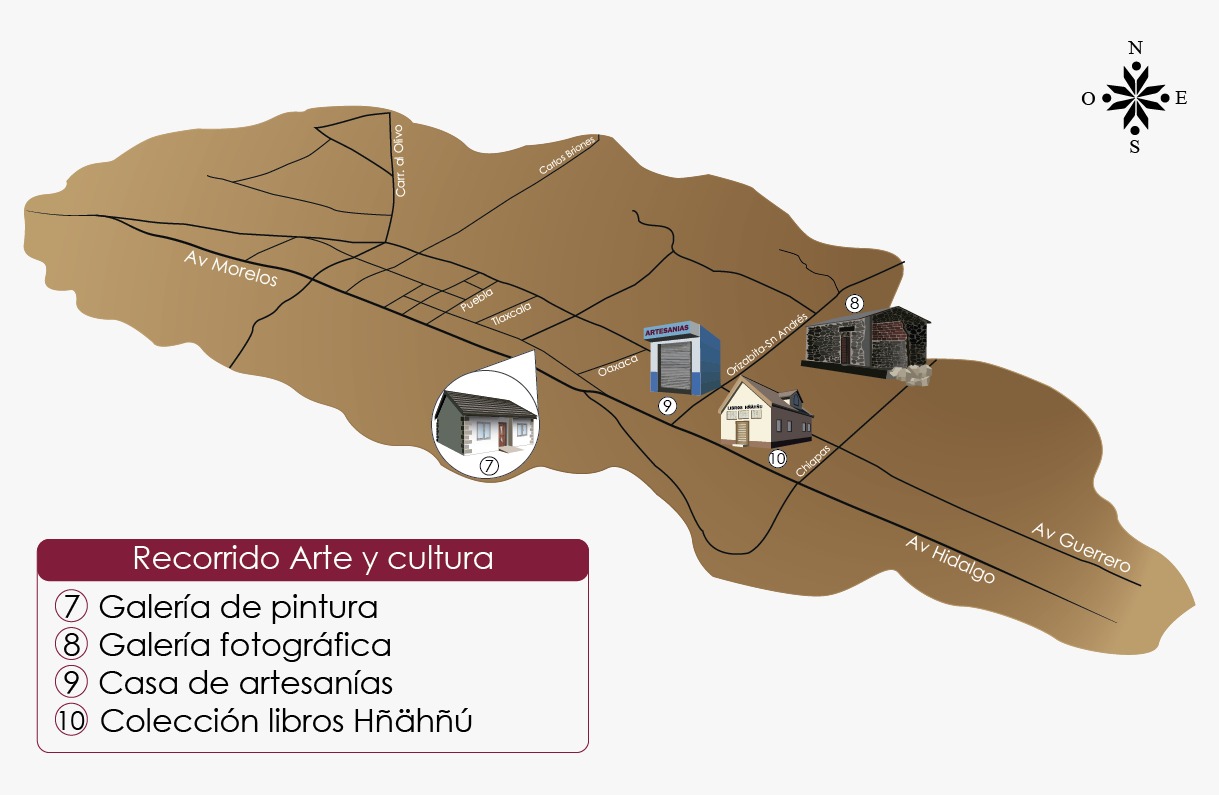 N
O
E
S
Carr. al Olivo
Carlos Briones
Av Morelos
Puebla
Tlaxcala
Oaxaca
Orizabita-Sn Andrés
ARTESANIAS
8
9
LIBROS HÑÄHÑÚ
10
7
Chiapas
Av Guerrero
Av Hidalgo
Recorrido Arte y cultura
7 Galería de pintura
8 Galería fotográfica
9 Casa de artesanías
10 Colección libros Hñähñú